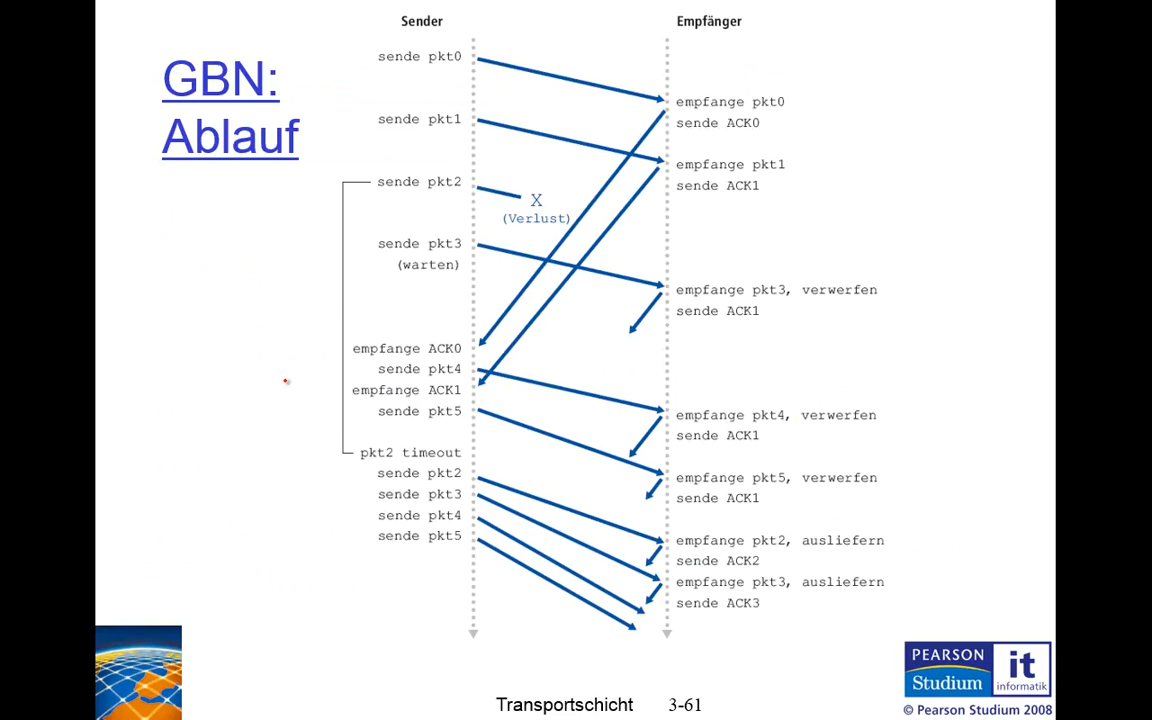 GBN:
Ablauf
Sender
Empfänger
sende pkt0
empfange pkt0
sende ACK0
sende pkt1
empfange pkt1
sende ACK1
sende pkt2
X
(Verlust)
sende pkt3
(warten)
empfange pkt3, verwerfen
sende ACK1
empfange ACK0
sende pkt4
empfange ACK1
sende pkt5
empfange pkt4, verwerfen
sende ACK1
pkt2 timeout
sende pkt2
sende pkt3
sende pkt4
sende pkt5
empfange pkt5, verwerfen
sende ACK1
empfange pkt2, ausliefern
sende ACK2
empfange pkt3, ausliefern
sende ACK3
Transportschicht 3-61
PEARSON
Studium
it
informatik
© Pearson Studium 2008